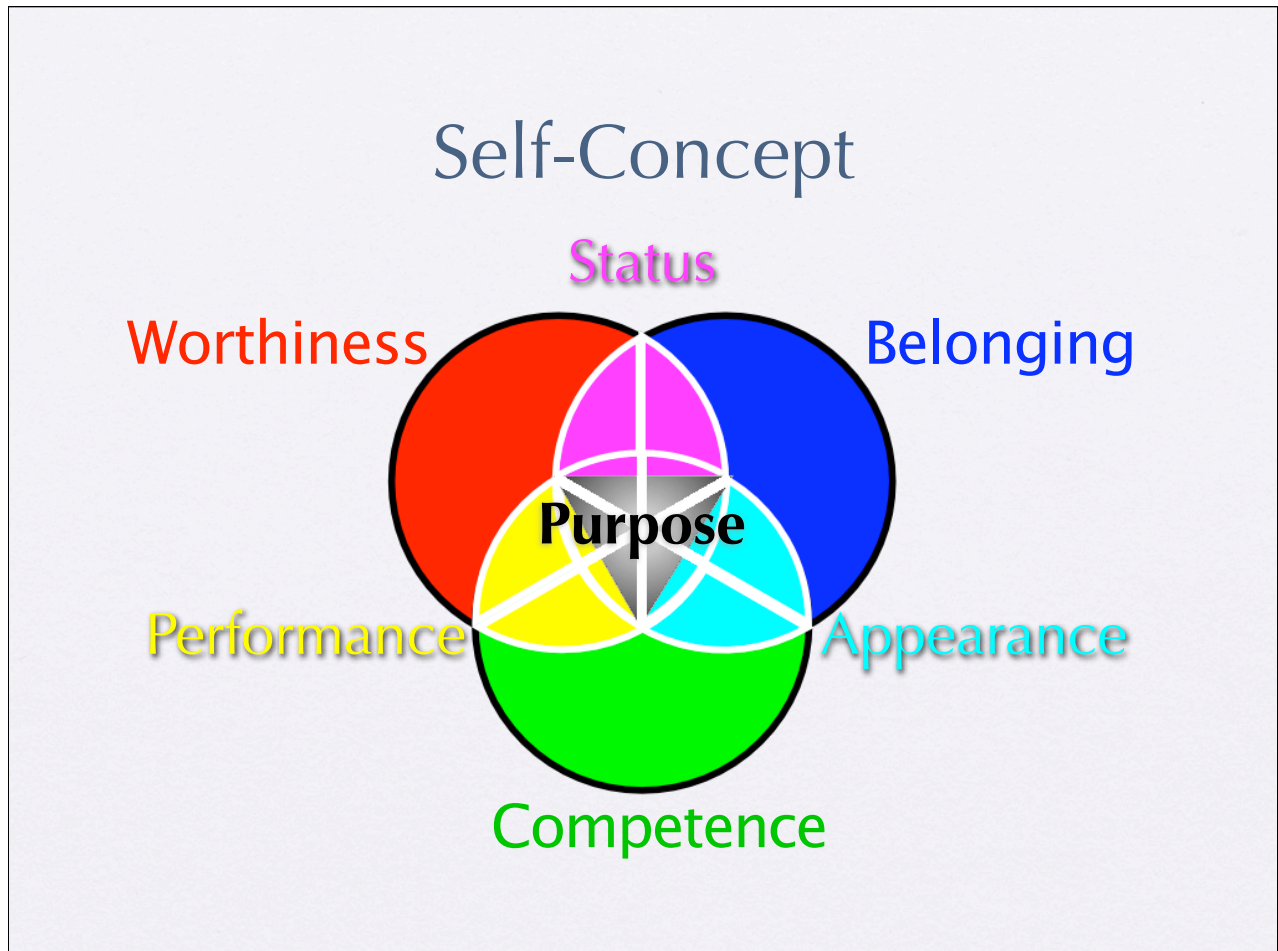 Self-Concept
Status
Worthiness
Belonging
Purpose
Performance
Appearance
Competence